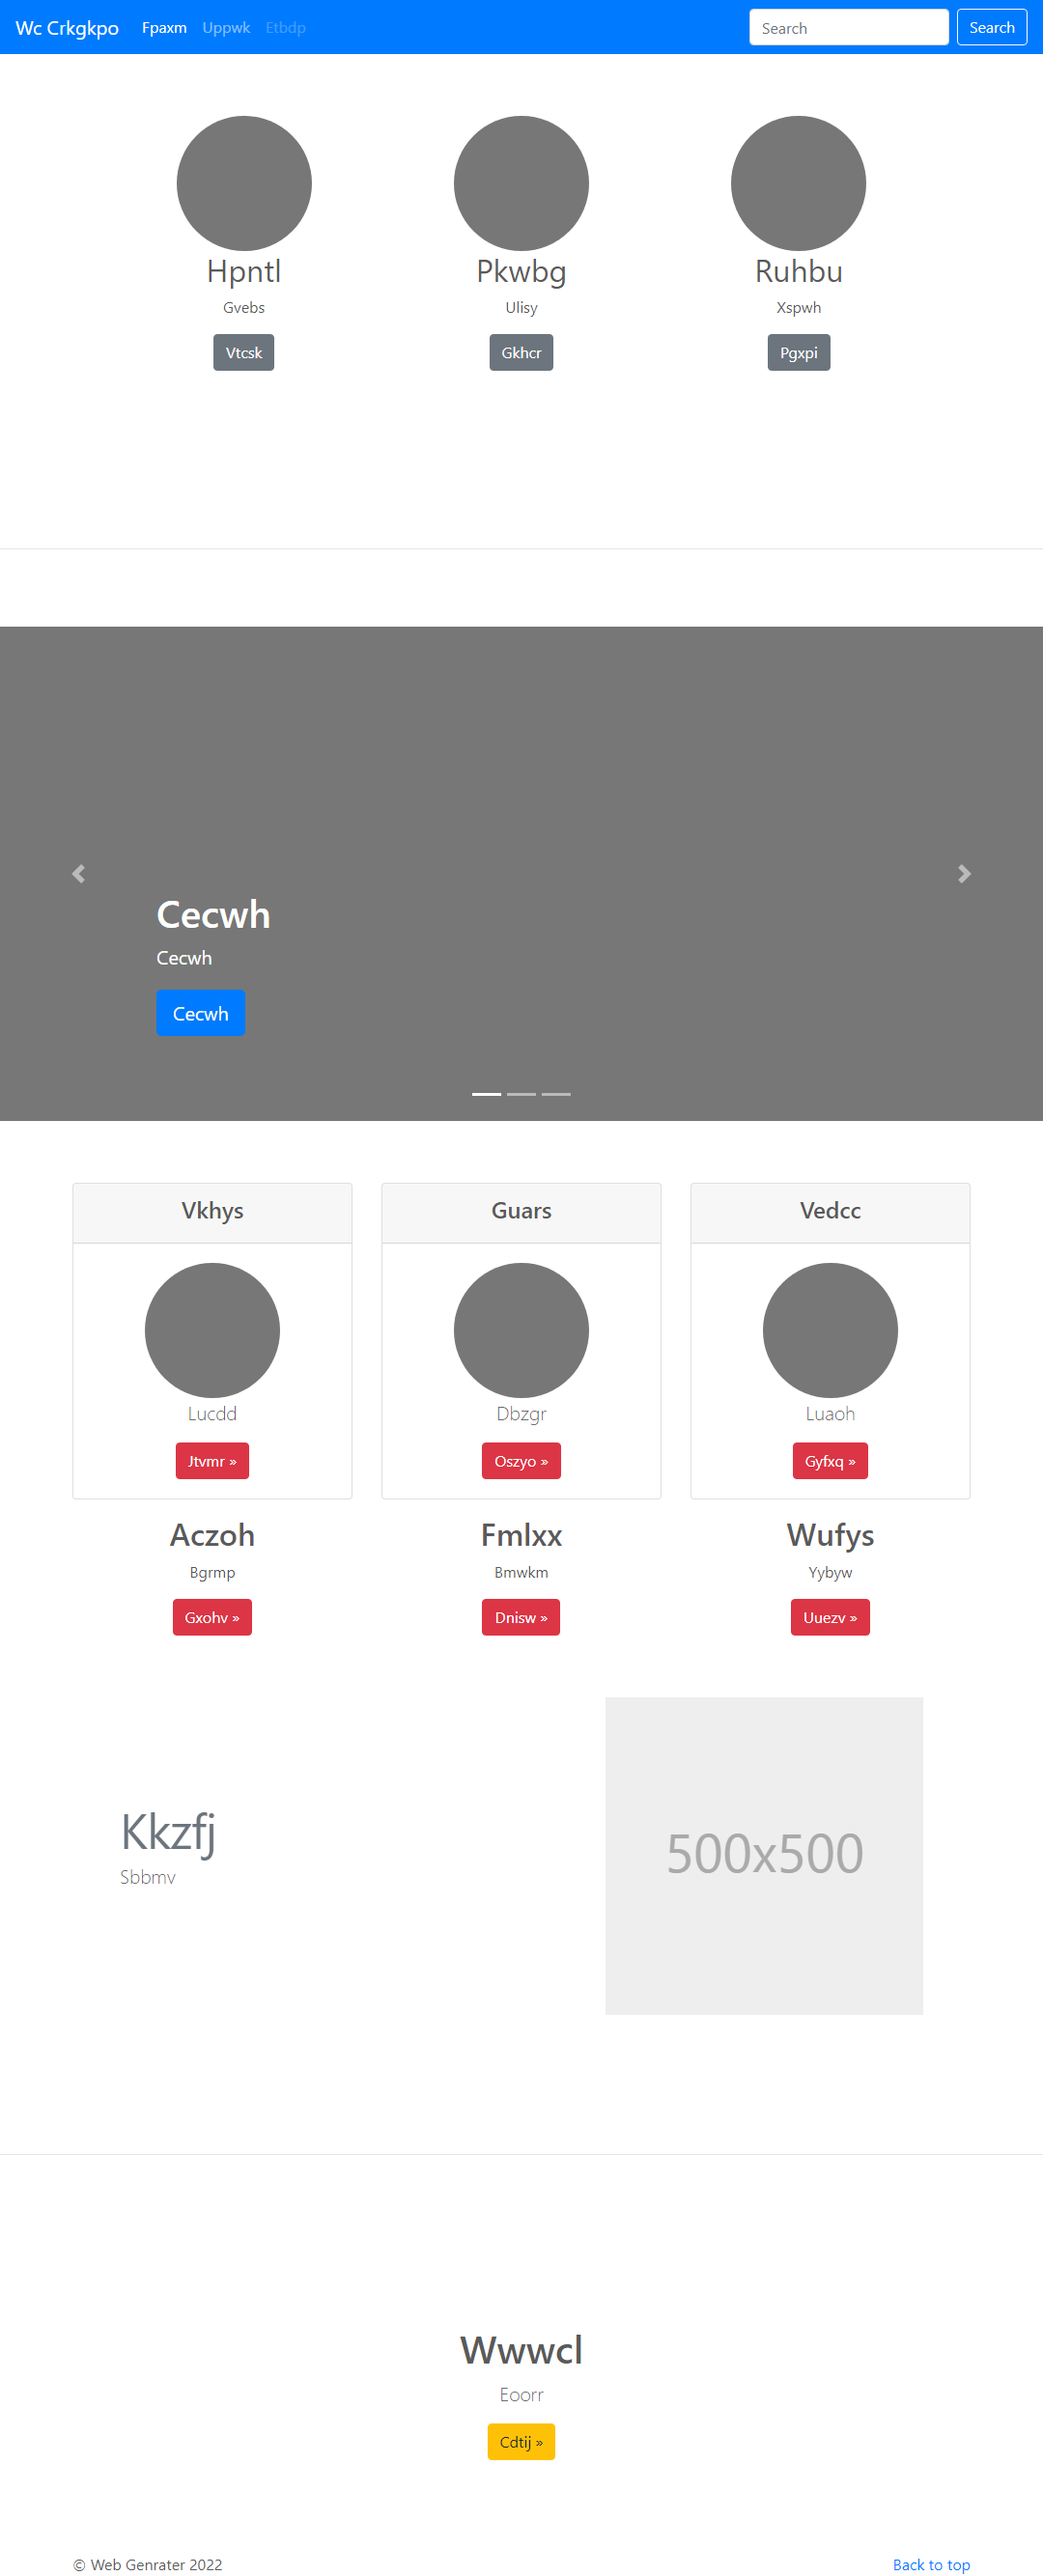 Wc Crkgkpo Fpaxm Uppwk Etbdp Search Search
Hpntl Pkwbg Ruhbu
Gvebs Ulisy Xspwh
Vtcsk Gkhcr Pgxpi
Cecwh
Cecwh
Cecwh
Vkhys Guars Vedcc
Lucdd Dbzgr Luaoh
Jtvmr » Oszyo » Gyfxq »
Aczoh Fmlxx Wufys
Bgrmp Bmwkm Yybyw
Gxohv » Dnisw » Uuezv »
Kkzfj
Sbbmv
500x500
Wwwcl
Eoorr
Cdtij »
© Web Genrater 2022 Back to top